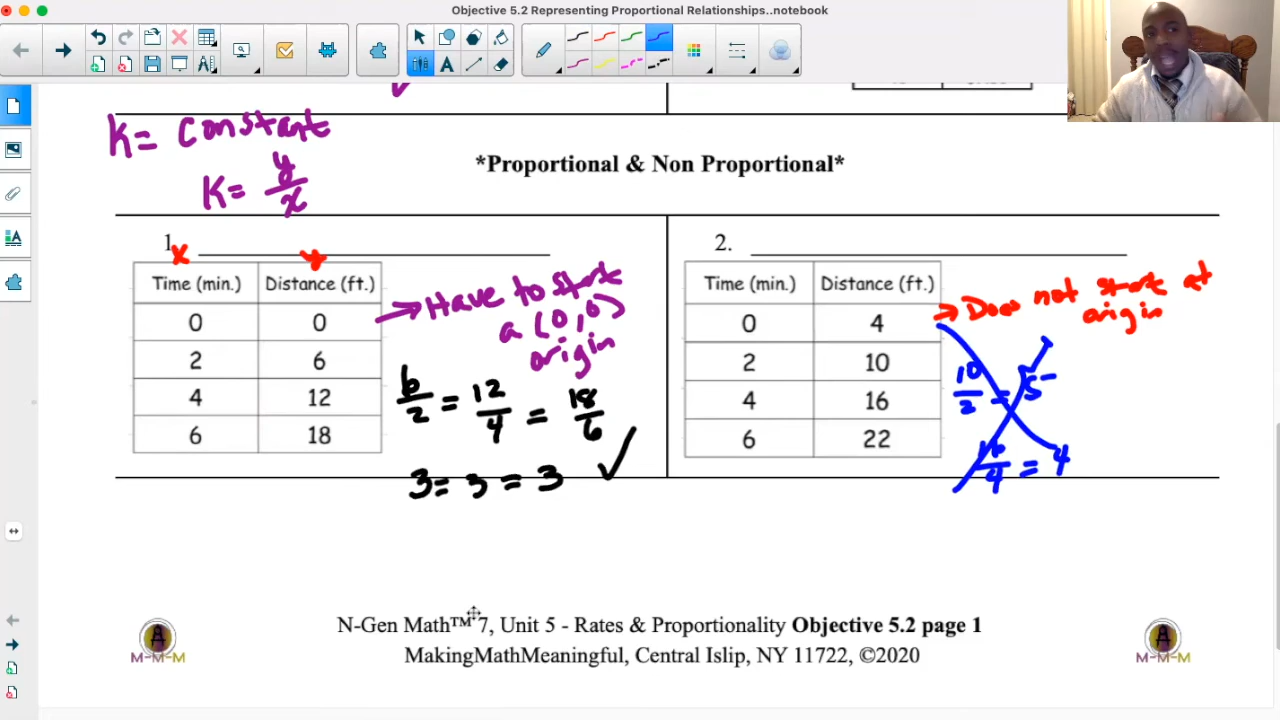 Objective 5.2 Representing Proportional Relationships..notebook
K= Constant
K= y/x
*Proportional & Non Proportional*
1.
x y
Time (min.) Distance (ft.)
0 0
2 6
4 12
6 18
→ Have to start
a (0,0)
origin
6/2 = 12/4 = 18/6
3 = 3 = 3 ✓
2.
Time (min.) Distance (ft.)
0 4
2 10
4 16
6 22
→ Does not start at
origin
10/2 = 5
16/4 = 4
N-Gen Math™7, Unit 5 - Rates & Proportionality Objective 5.2 page 1
MakingMathMeaningful, Central Islip, NY 11722, ©2020
M-M-M
M-M-M